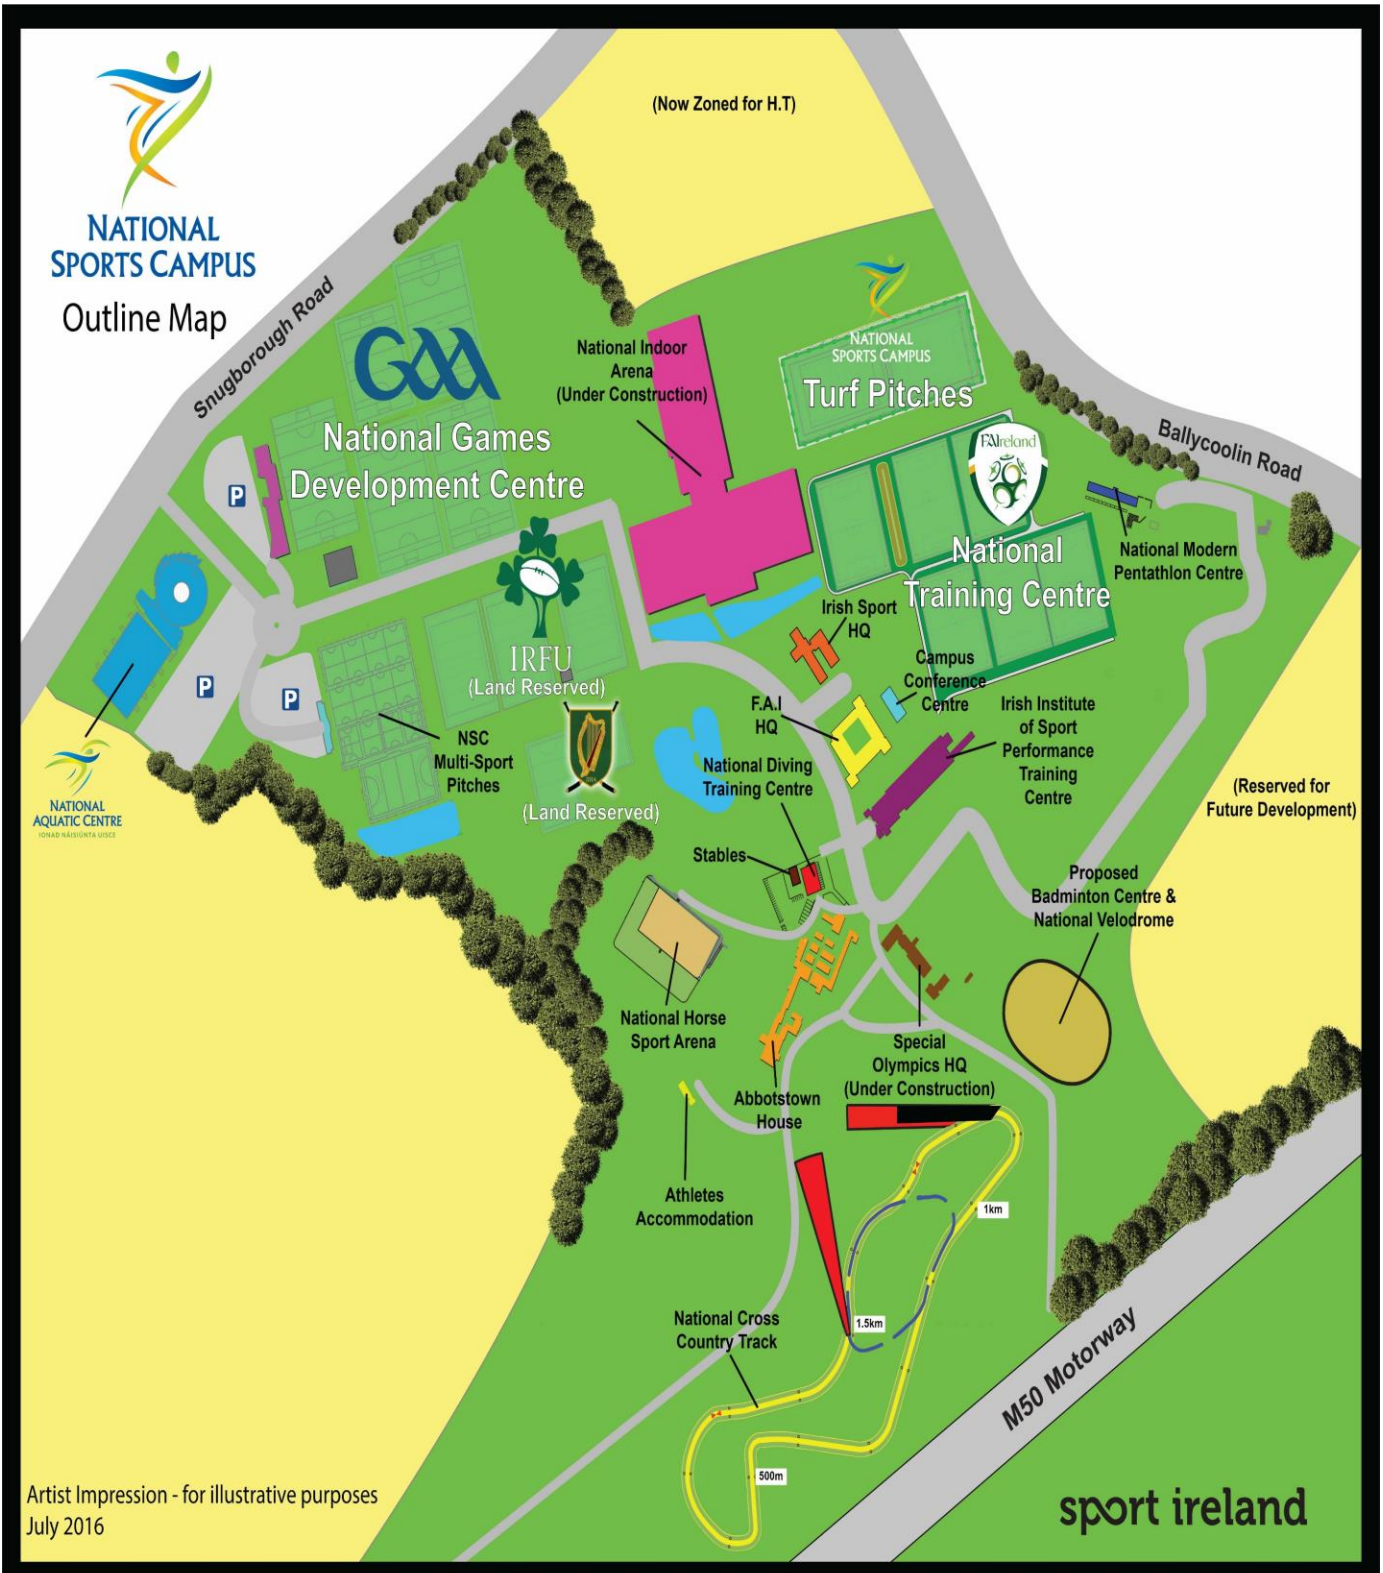 NATIONAL
SPORTS CAMPUS
Outline Map
(Now Zoned for H.T)
Snugborough Road
GAA
National Games
Development Centre
National Indoor
Arena
(Under Construction)
NATIONAL
SPORTS CAMPUS
Turf Pitches
FAIreland
National
Training Centre
Ballycoolin Road
National Modern
Pentathlon Centre
P
P
P
IRFU
(Land Reserved)
(Land Reserved)
NSC
Multi-Sport
Pitches
NATIONAL
AQUATIC CENTRE
IONAD NÁISIÚNTA UISCE
Irish Sport
HQ
Campus
Conference
Centre
F.A.I
HQ
Irish Institute
of Sport
Performance
Training
Centre
National Diving
Training Centre
Stables
(Reserved for
Future Development)
Proposed
Badminton Centre &
National Velodrome
National Horse
Sport Arena
Abbotstown
House
Special
Olympics HQ
(Under Construction)
Athletes
Accommodation
1km
1.5km
National Cross
Country Track
500m
M50 Motorway
Artist Impression - for illustrative purposes
July 2016
sport ireland